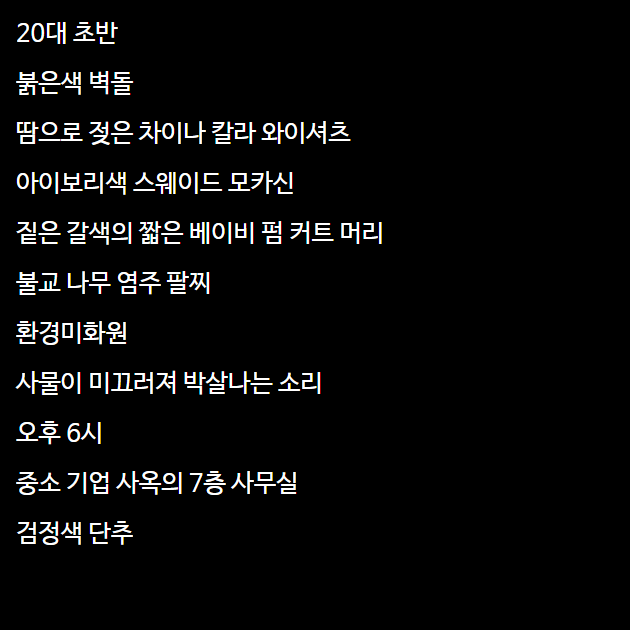 20대 초반
붉은색 벽돌
땀으로 젖은 차이나 칼라 와이셔츠
아이보리색 스웨이드 모카신
짙은 갈색의 짧은 베이비 펌 커트 머리
불교 나무 염주 팔찌
환경미화원
사물이 미끄러져 박살나는 소리
오후 6시
중소 기업 사옥의 7층 사무실
검정색 단추